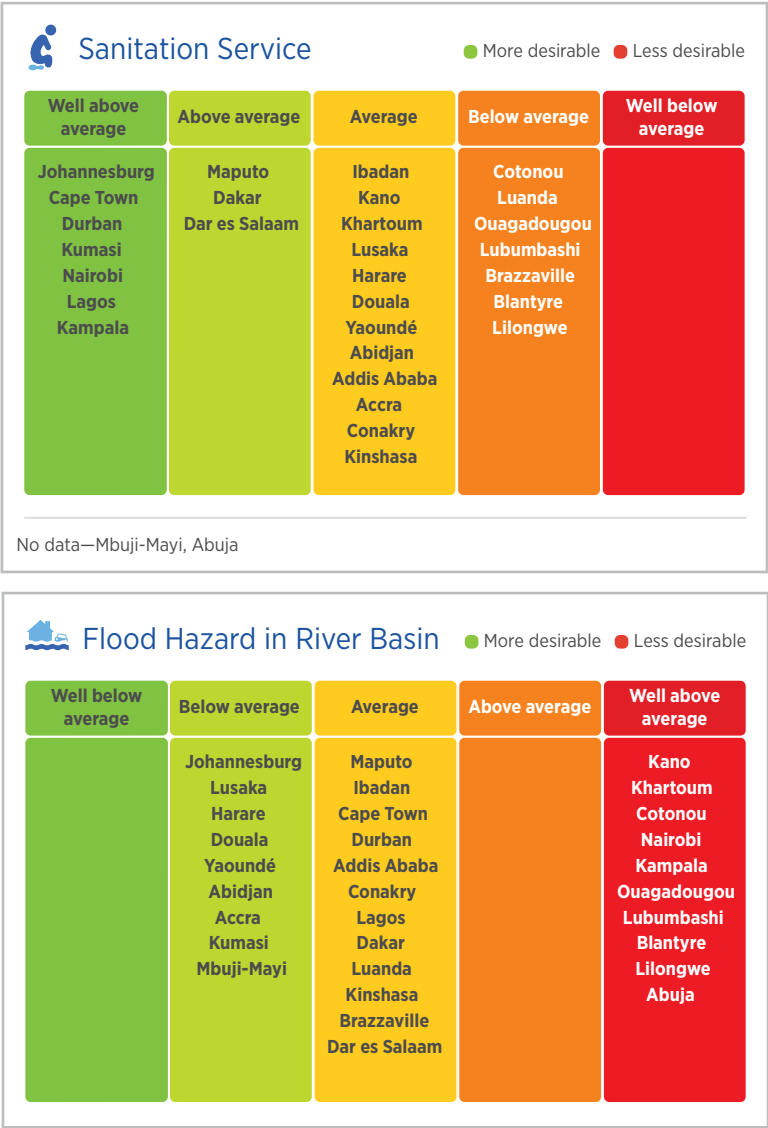 Sanitation Service
More desirable
Less desirable
Well above
average
Above average
Average
Below average
Well below
average
Johannesburg
Cape Town
Durban
Kumasi
Nairobi
Lagos
Kampala
Maputo
Dakar
Dar es Salaam
Ibadan
Kano
Khartoum
Lusaka
Harare
Douala
Yaoundé
Abidjan
Addis Ababa
Accra
Conakry
Kinshasa
Cotonou
Luanda
Ouagadougou
Lubumbashi
Brazzaville
Blantyre
Lilongwe
No data—Mbuji-Mayi, Abuja
Flood Hazard in River Basin
More desirable
Less desirable
Well below
average
Below average
Average
Above average
Well above
average
Johannesburg
Lusaka
Harare
Douala
Yaoundé
Abidjan
Accra
Kumasi
Mbuji-Mayi
Maputo
Ibadan
Cape Town
Durban
Addis Ababa
Conakry
Lagos
Dakar
Luanda
Kinshasa
Brazzaville
Dar es Salaam
Kano
Khartoum
Cotonou
Nairobi
Kampala
Ouagadougou
Lubumbashi
Blantyre
Lilongwe
Abuja